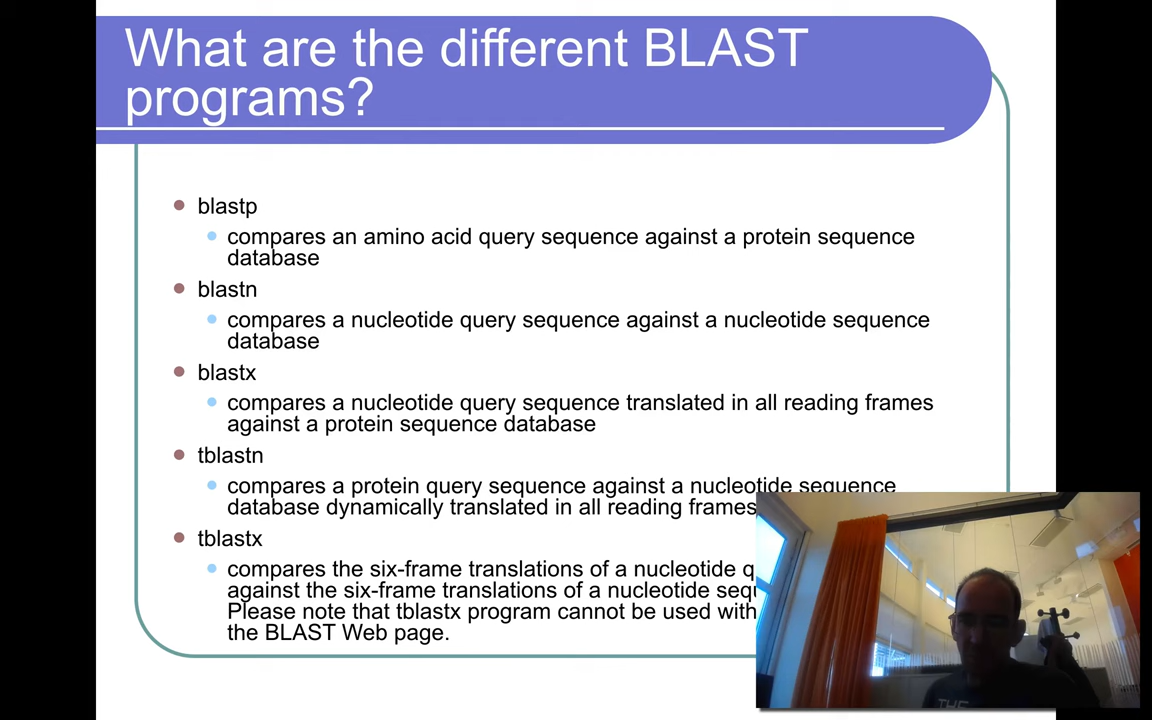 What are the different BLAST
programs?
blastp
compares an amino acid query sequence against a protein sequence
database
blastn
compares a nucleotide query sequence against a nucleotide sequence
database
blastx
compares a nucleotide query sequence translated in all reading frames
against a protein sequence database
tblastn
compares a protein query sequence against a nucleotide sequence
database dynamically translated in all reading frames
tblastx
compares the six-frame translations of a nucleotide
against the six-frame translations of a nucleotide
Please note that tblastx program cannot be used with
the BLAST Web page.
THE